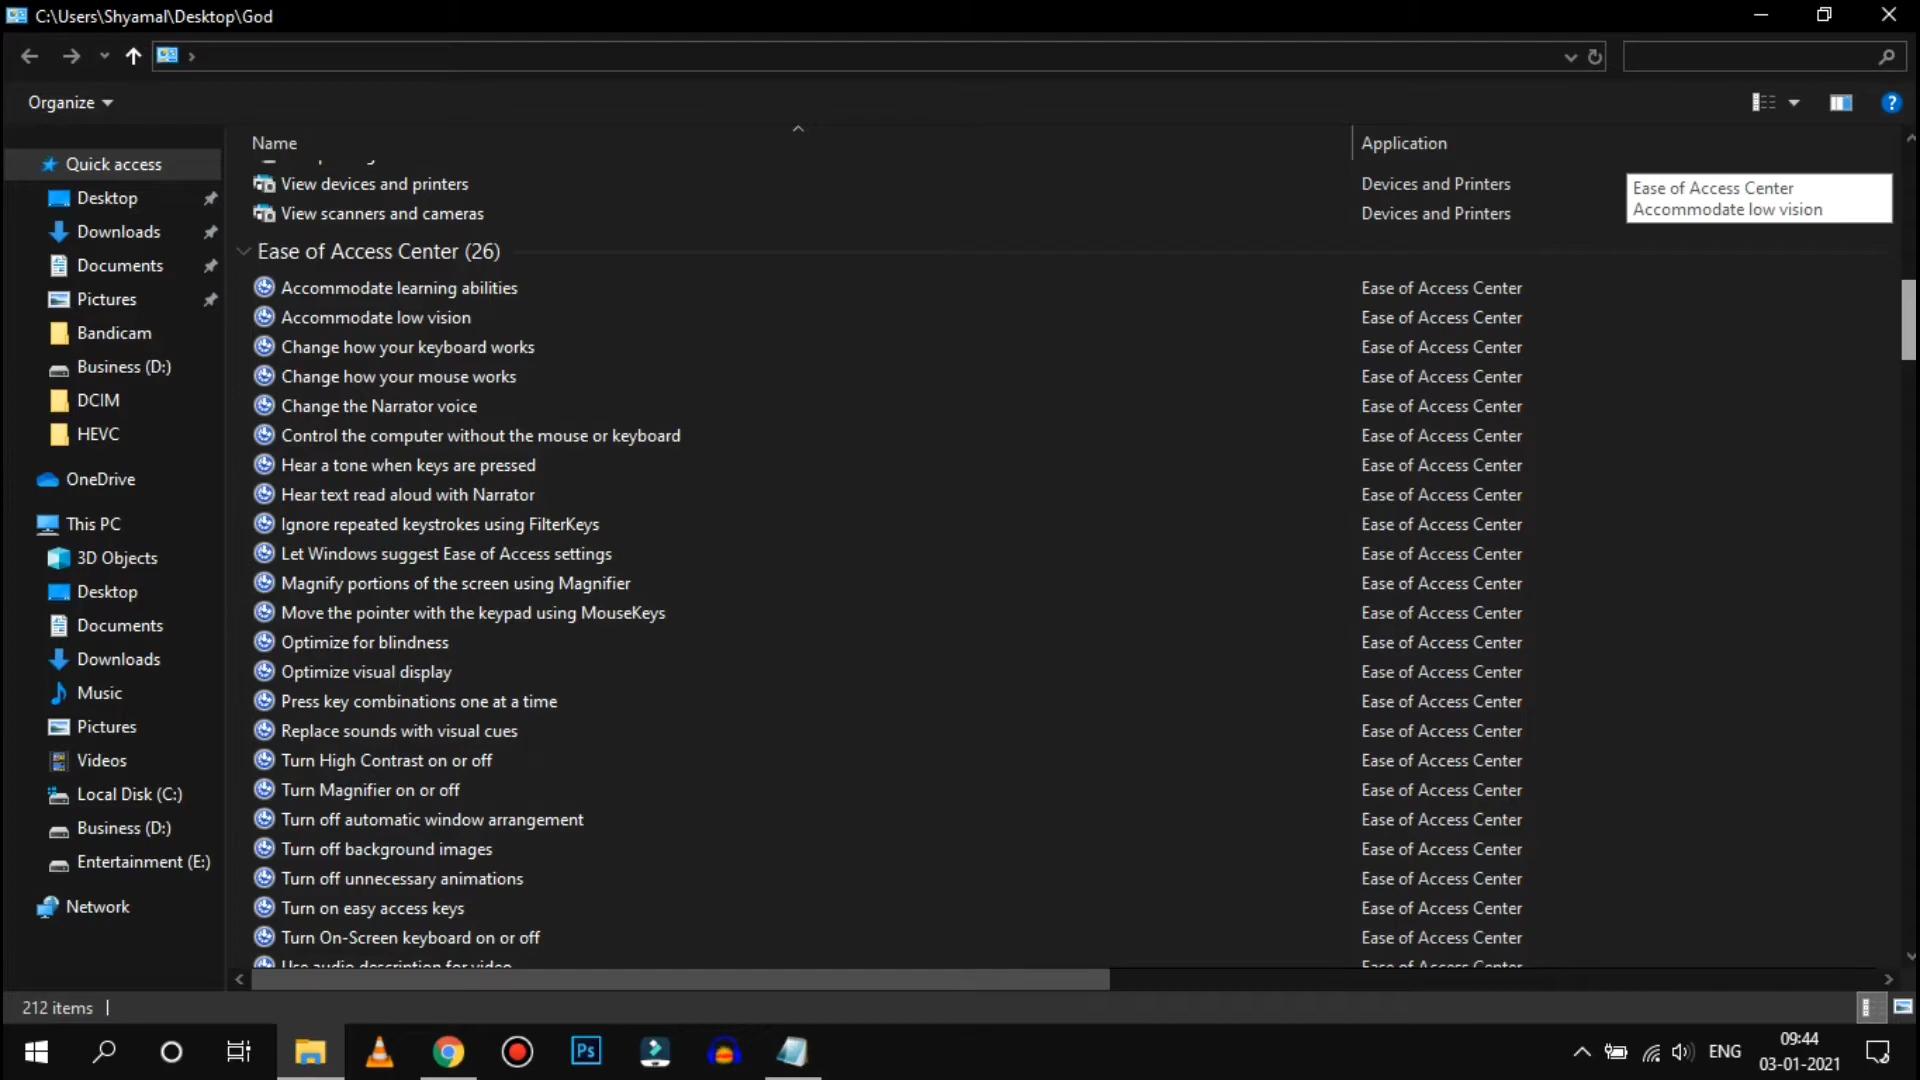 C:\Users\Shyamal\Desktop\God
Organize
?
Name
Application
Quick access
Desktop
Downloads
Documents
Pictures
Bandicam
Business (D:)
DCIM
HEVC
OneDrive
This PC
3D Objects
Desktop
Documents
Downloads
Music
Pictures
Videos
Local Disk (C:)
Business (D:)
Entertainment (E:)
Network
View devices and printers Devices and Printers
View scanners and cameras Devices and Printers
Ease of Access Center
Accommodate low vision
Ease of Access Center (26)
Accommodate learning abilities Ease of Access Center
Accommodate low vision Ease of Access Center
Change how your keyboard works Ease of Access Center
Change how your mouse works Ease of Access Center
Change the Narrator voice Ease of Access Center
Control the computer without the mouse or keyboard Ease of Access Center
Hear a tone when keys are pressed Ease of Access Center
Hear text read aloud with Narrator Ease of Access Center
Ignore repeated keystrokes using FilterKeys Ease of Access Center
Let Windows suggest Ease of Access settings Ease of Access Center
Magnify portions of the screen using Magnifier Ease of Access Center
Move the pointer with the keypad using MouseKeys Ease of Access Center
Optimize for blindness Ease of Access Center
Optimize visual display Ease of Access Center
Press key combinations one at a time Ease of Access Center
Replace sounds with visual cues Ease of Access Center
Turn High Contrast on or off Ease of Access Center
Turn Magnifier on or off Ease of Access Center
Turn off automatic window arrangement Ease of Access Center
Turn off background images Ease of Access Center
Turn off unnecessary animations Ease of Access Center
Turn on easy access keys Ease of Access Center
Turn On-Screen keyboard on or off Ease of Access Center
Use audio description for video Ease of Access Center
212 items
Ps
ENG
09:44
03-01-2021